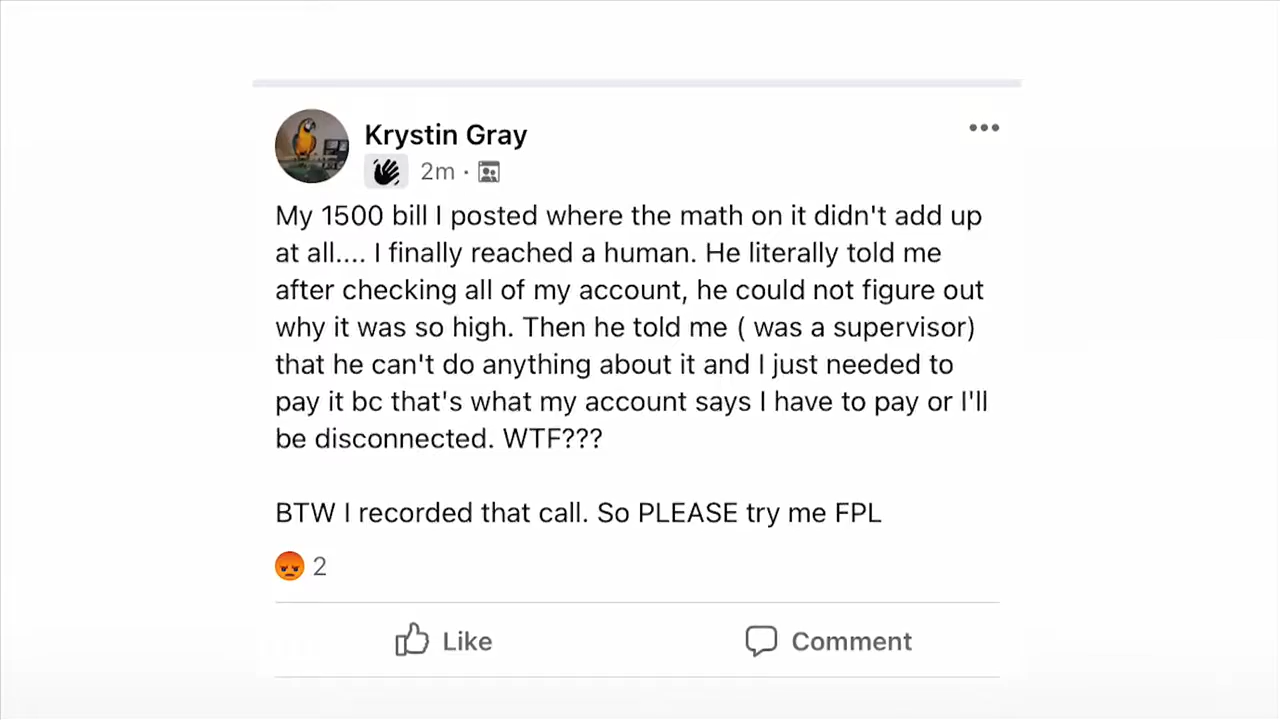 Krystin Gray
2m ·
My 1500 bill I posted where the math on it didn't add up
at all.... I finally reached a human. He literally told me
after checking all of my account, he could not figure out
why it was so high. Then he told me ( was a supervisor)
that he can't do anything about it and I just needed to
pay it bc that's what my account says I have to pay or I'll
be disconnected. WTF???
BTW I recorded that call. So PLEASE try me FPL
2
Like
Comment